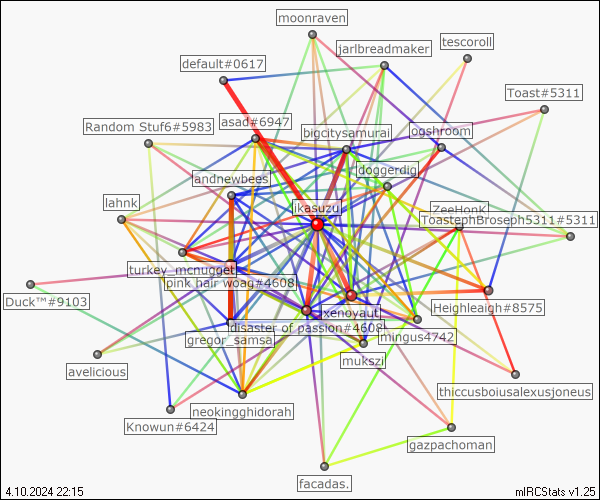 moonraven
tescoroll
jarlbreadmaker
default#0617
Toast#5311
asad#6947
Random Stuf6#5983
bigcitysamurai
ogshroom
doggerdig
andnewbees
lahnk
ikasuzu
ZeeHonK
ToastephBroseph5311#5311
turkey_mcnugget
pink hair woag#4608
Duck™#9103
Heighleaigh#8575
xenoyaut
disaster of passion#4608
mingus4742
gregor_samsa
mukszi
avelicious
thiccusboiusalexusjoneus
neokingghidorah
Knowun#6424
gazpachoman
facadas.
4.10.2024 22:15
mIRCStats v1.25